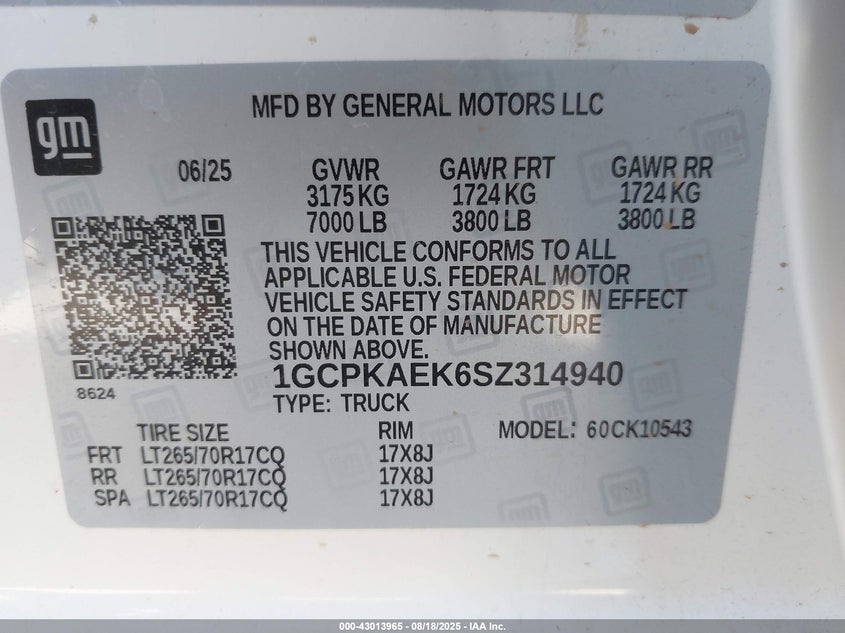 gm
MFD BY GENERAL MOTORS LLC
06/25 GVWR GAWR FRT GAWR RR
3175 KG 1724 KG 1724 KG
7000 LB 3800 LB 3800 LB
THIS VEHICLE CONFORMS TO ALL
APPLICABLE U.S. FEDERAL MOTOR
VEHICLE SAFETY STANDARDS IN EFFECT
ON THE DATE OF MANUFACTURE
SHOWN ABOVE.
1GCPKAEK6SZ314940
8624
TYPE: TRUCK
TIRE SIZE RIM MODEL: 60CK10543
FRT LT265/70R17CQ 17X8J
RR LT265/70R17CQ 17X8J
SPA LT265/70R17CQ 17X8J
000-43013965 - 08/18/2025 - IAA Inc.